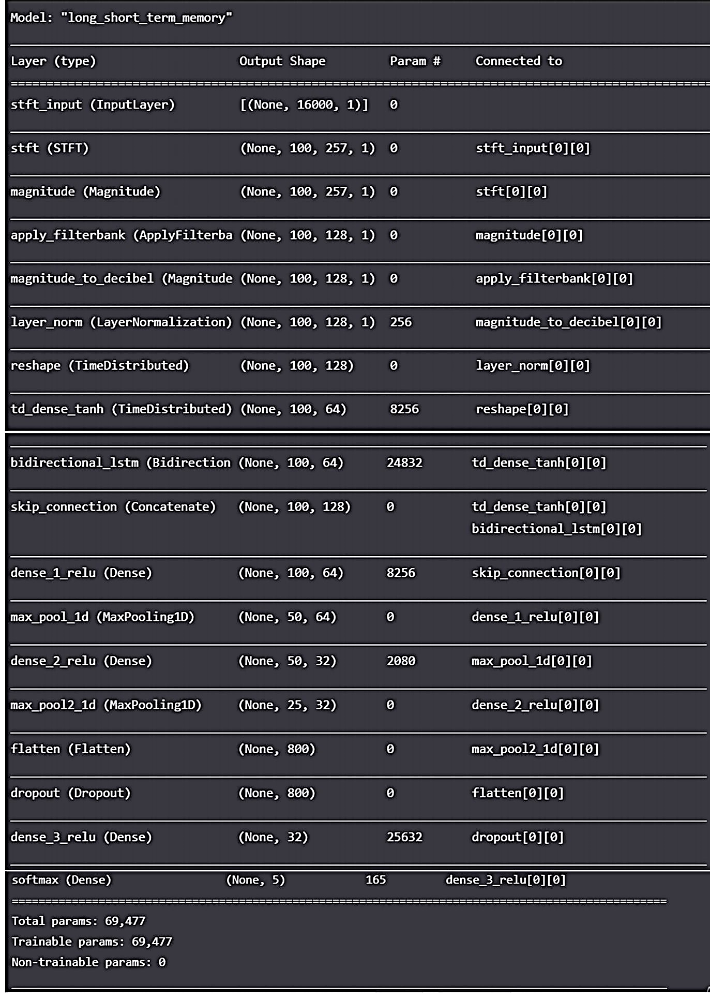 Model: "long_short_term_memory"
Layer (type) Output Shape Param # Connected to
==================================================================================================
stft_input (InputLayer) [(None, 16000, 1)] 0
stft (STFT) (None, 100, 257, 1) 0 stft_input[0][0]
magnitude (Magnitude) (None, 100, 257, 1) 0 stft[0][0]
apply_filterbank (ApplyFilterba (None, 100, 128, 1) 0 magnitude[0][0]
magnitude_to_decibel (Magnitude (None, 100, 128, 1) 0 apply_filterbank[0][0]
layer_norm (LayerNormalization) (None, 100, 128, 1) 256 magnitude_to_decibel[0][0]
reshape (TimeDistributed) (None, 100, 128) 0 layer_norm[0][0]
td_dense_tanh (TimeDistributed) (None, 100, 64) 8256 reshape[0][0]
bidirectional_lstm (Bidirection (None, 100, 64) 24832 td_dense_tanh[0][0]
skip_connection (Concatenate) (None, 100, 128) 0 td_dense_tanh[0][0]
bidirectional_lstm[0][0]
dense_1_relu (Dense) (None, 100, 64) 8256 skip_connection[0][0]
max_pool_1d (MaxPooling1D) (None, 50, 64) 0 dense_1_relu[0][0]
dense_2_relu (Dense) (None, 50, 32) 2080 max_pool_1d[0][0]
max_pool2_1d (MaxPooling1D) (None, 25, 32) 0 dense_2_relu[0][0]
flatten (Flatten) (None, 800) 0 max_pool2_1d[0][0]
dropout (Dropout) (None, 800) 0 flatten[0][0]
dense_3_relu (Dense) (None, 32) 25632 dropout[0][0]
softmax (Dense) (None, 5) 165 dense_3_relu[0][0]
==================================================================================================
Total params: 69,477
Trainable params: 69,477
Non-trainable params: 0